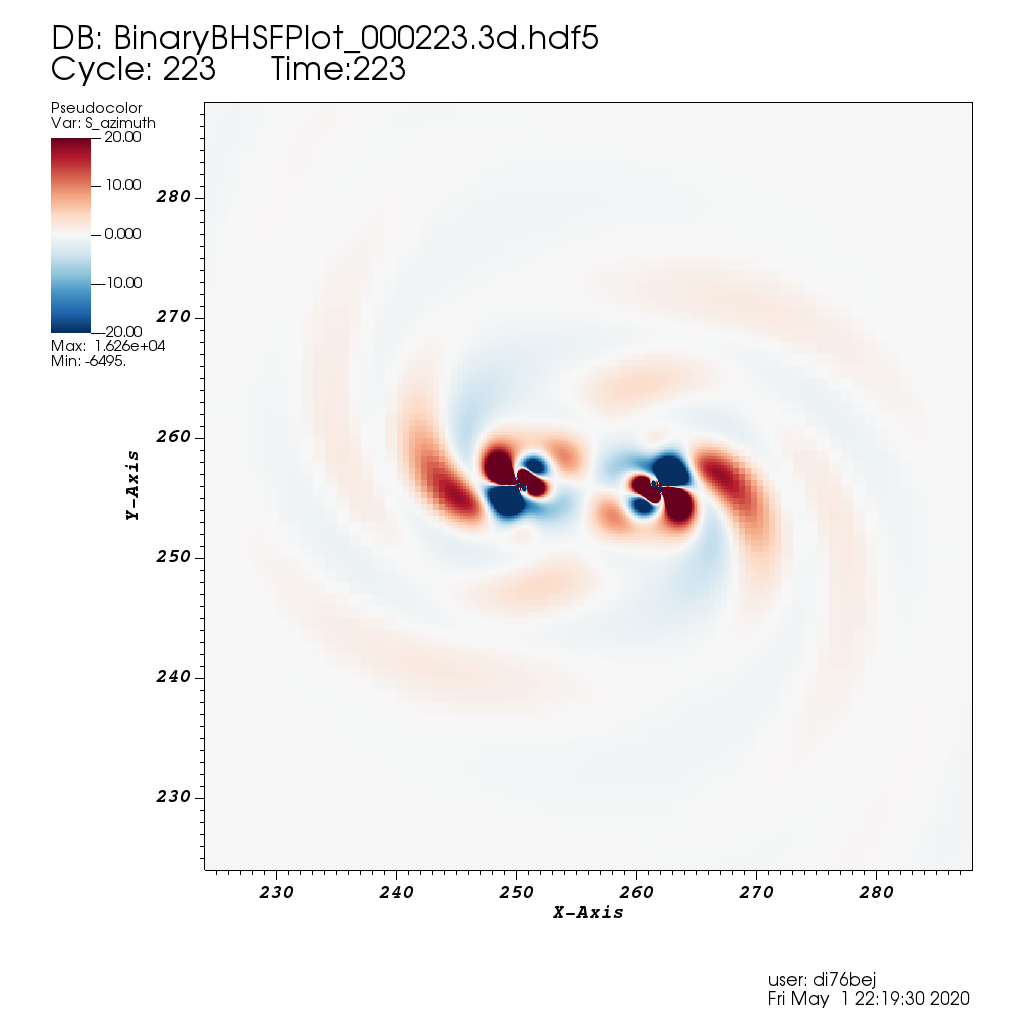 DB: BinaryBHSFPlot_000223.3d.hdf5
Cycle: 223 Time:223
Pseudocolor
Var: S_azimuth
20.00
10.00
0.000
-10.00
-20.00
Max: 1.626e+04
Min: -6495.
280
270
260
250
240
230
Y-Axis
230 240 250 260 270 280
X-Axis
user: di76bej
Fri May 1 22:19:30 2020